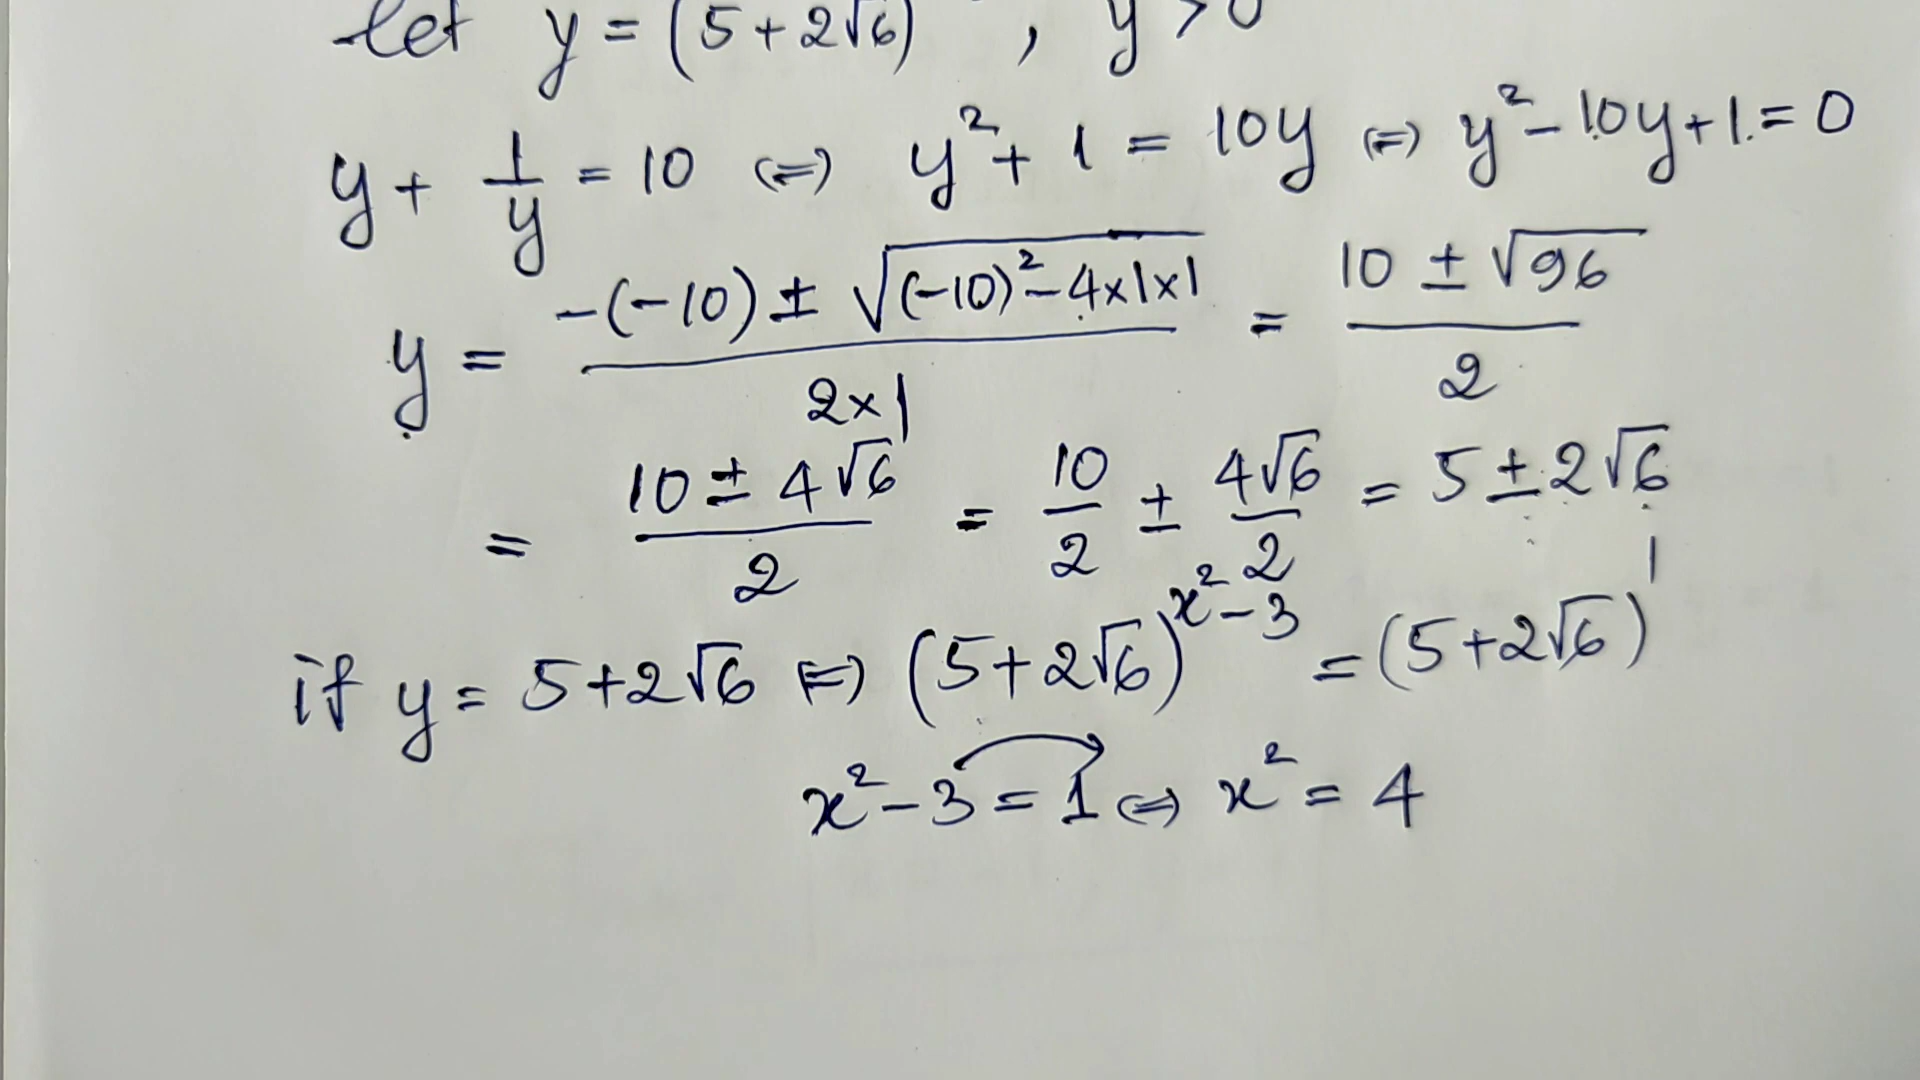 let y = (5+2√6) , y > 0
y + 1/y = 10 ⇔ y² + 1 = 10y ⇔ y² - 10y + 1 = 0
y = (-(-10) ± √((-10)² - 4×1×1)) / (2×1) = (10 ± √96) / 2
= (10 ± 4√6) / 2 = 10/2 ± 4√6/2 = 5 ± 2√6
if y = 5+2√6 ⇔ (5+2√6)^(x²-3) = (5+2√6)^1
x² - 3 = 1 ⇔ x² = 4